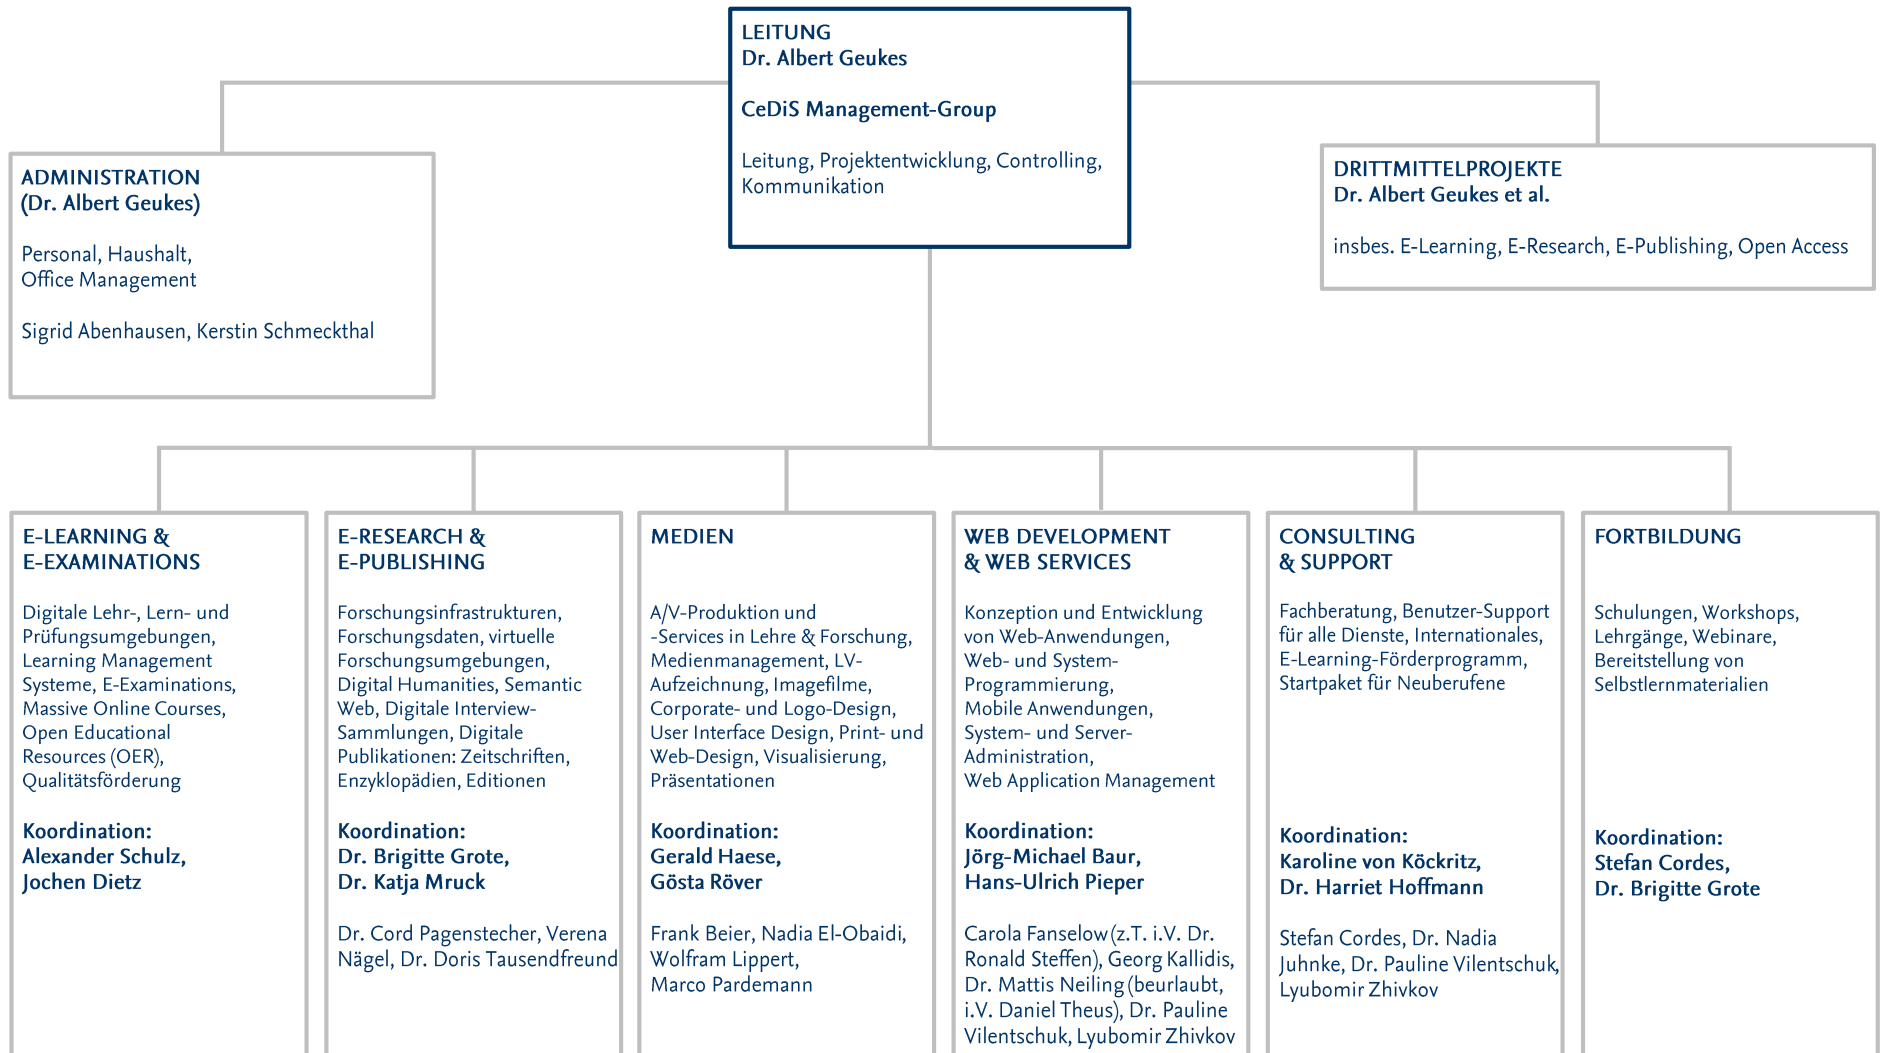 LEITUNG
Dr. Albert Geukes
CeDiS Management-Group
Leitung, Projektentwicklung, Controlling,
Kommunikation
ADMINISTRATION
(Dr. Albert Geukes)
Personal, Haushalt,
Office Management
Sigrid Abenhausen, Kerstin Schmeckthal
DRITTMITTELPROJEKTE
Dr. Albert Geukes et al.
insbes. E-Learning, E-Research, E-Publishing, Open Access
E-LEARNING &
E-EXAMINATIONS
Digitale Lehr-, Lern- und
Prüfungsumgebungen,
Learning Management
Systeme, E-Examinations,
Massive Online Courses,
Open Educational
Resources (OER),
Qualitätsförderung
Koordination:
Alexander Schulz,
Jochen Dietz
E-RESEARCH &
E-PUBLISHING
Forschungsinfrastrukturen,
Forschungsdaten, virtuelle
Forschungsumgebungen,
Digital Humanities, Semantic
Web, Digitale Interview-
Sammlungen, Digitale
Publikationen: Zeitschriften,
Enzyklopädien, Editionen
Koordination:
Dr. Brigitte Grote,
Dr. Katja Mruck
Dr. Cord Pagenstecher, Verena
Nägel, Dr. Doris Tausendfreund
MEDIEN
A/V-Produktion und
-Services in Lehre & Forschung,
Medienmanagement, LV-
Aufzeichnung, Imagefilme,
Corporate- und Logo-Design,
User Interface Design, Print- und
Web-Design, Visualisierung,
Präsentationen
Koordination:
Gerald Haese,
Gösta Röver
Frank Beier, Nadia El-Obaidi,
Wolfram Lippert,
Marco Pardemann
WEB DEVELOPMENT
& WEB SERVICES
Konzeption und Entwicklung
von Web-Anwendungen,
Web- und System-
Programmierung,
Mobile Anwendungen,
System- und Server-
Administration,
Web Application Management
Koordination:
Jörg-Michael Baur,
Hans-Ulrich Pieper
Carola Fanselow (z.T. i.V. Dr.
Ronald Steffen), Georg Kallidis,
Dr. Mattis Neiling (beurlaubt,
i.V. Daniel Theus), Dr. Pauline
Vilentschuk, Lyubomir Zhivkov
CONSULTING
& SUPPORT
Fachberatung, Benutzer-Support
für alle Dienste, Internationales,
E-Learning-Förderprogramm,
Startpaket für Neuberufene
Koordination:
Karoline von Köckritz,
Dr. Harriet Hoffmann
Stefan Cordes, Dr. Nadia
Juhnke, Dr. Pauline Vilentschuk,
Lyubomir Zhivkov
FORTBILDUNG
Schulungen, Workshops,
Lehrgänge, Webinare,
Bereitstellung von
Selbstlernmaterialien
Koordination:
Stefan Cordes,
Dr. Brigitte Grote